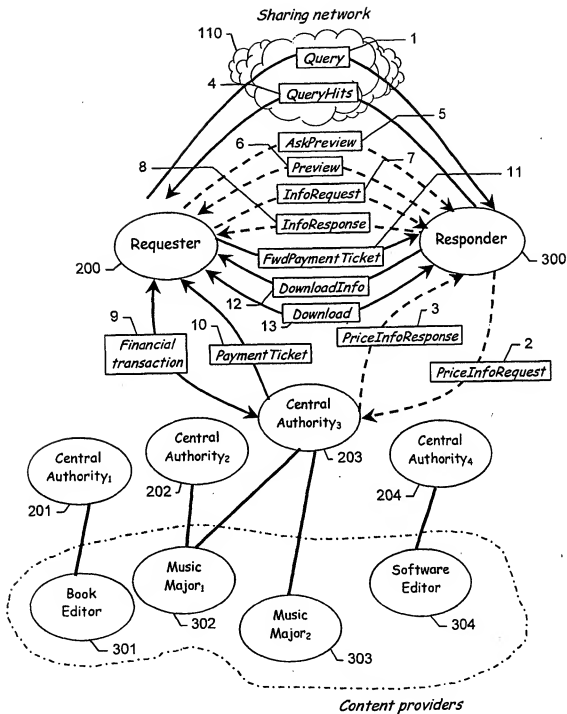 Sharing network
110
1
Query
4
QueryHits
5
AskPreview
6
Preview
7
8
InfoRequest
11
InfoResponse
Requester
Responder
FwdPaymentTicket
200
300
DownloadInfo
12
Download
13
3
9
10
PriceInfoResponse
2
Financial
transaction
PaymentTicket
PriceInfoRequest
Central
Authority3
203
Central
Authority1
201
Central
Authority2
202
Central
Authority4
204
Book
Editor
301
Music
Major1
302
Music
Major2
303
Software
Editor
304
Content providers